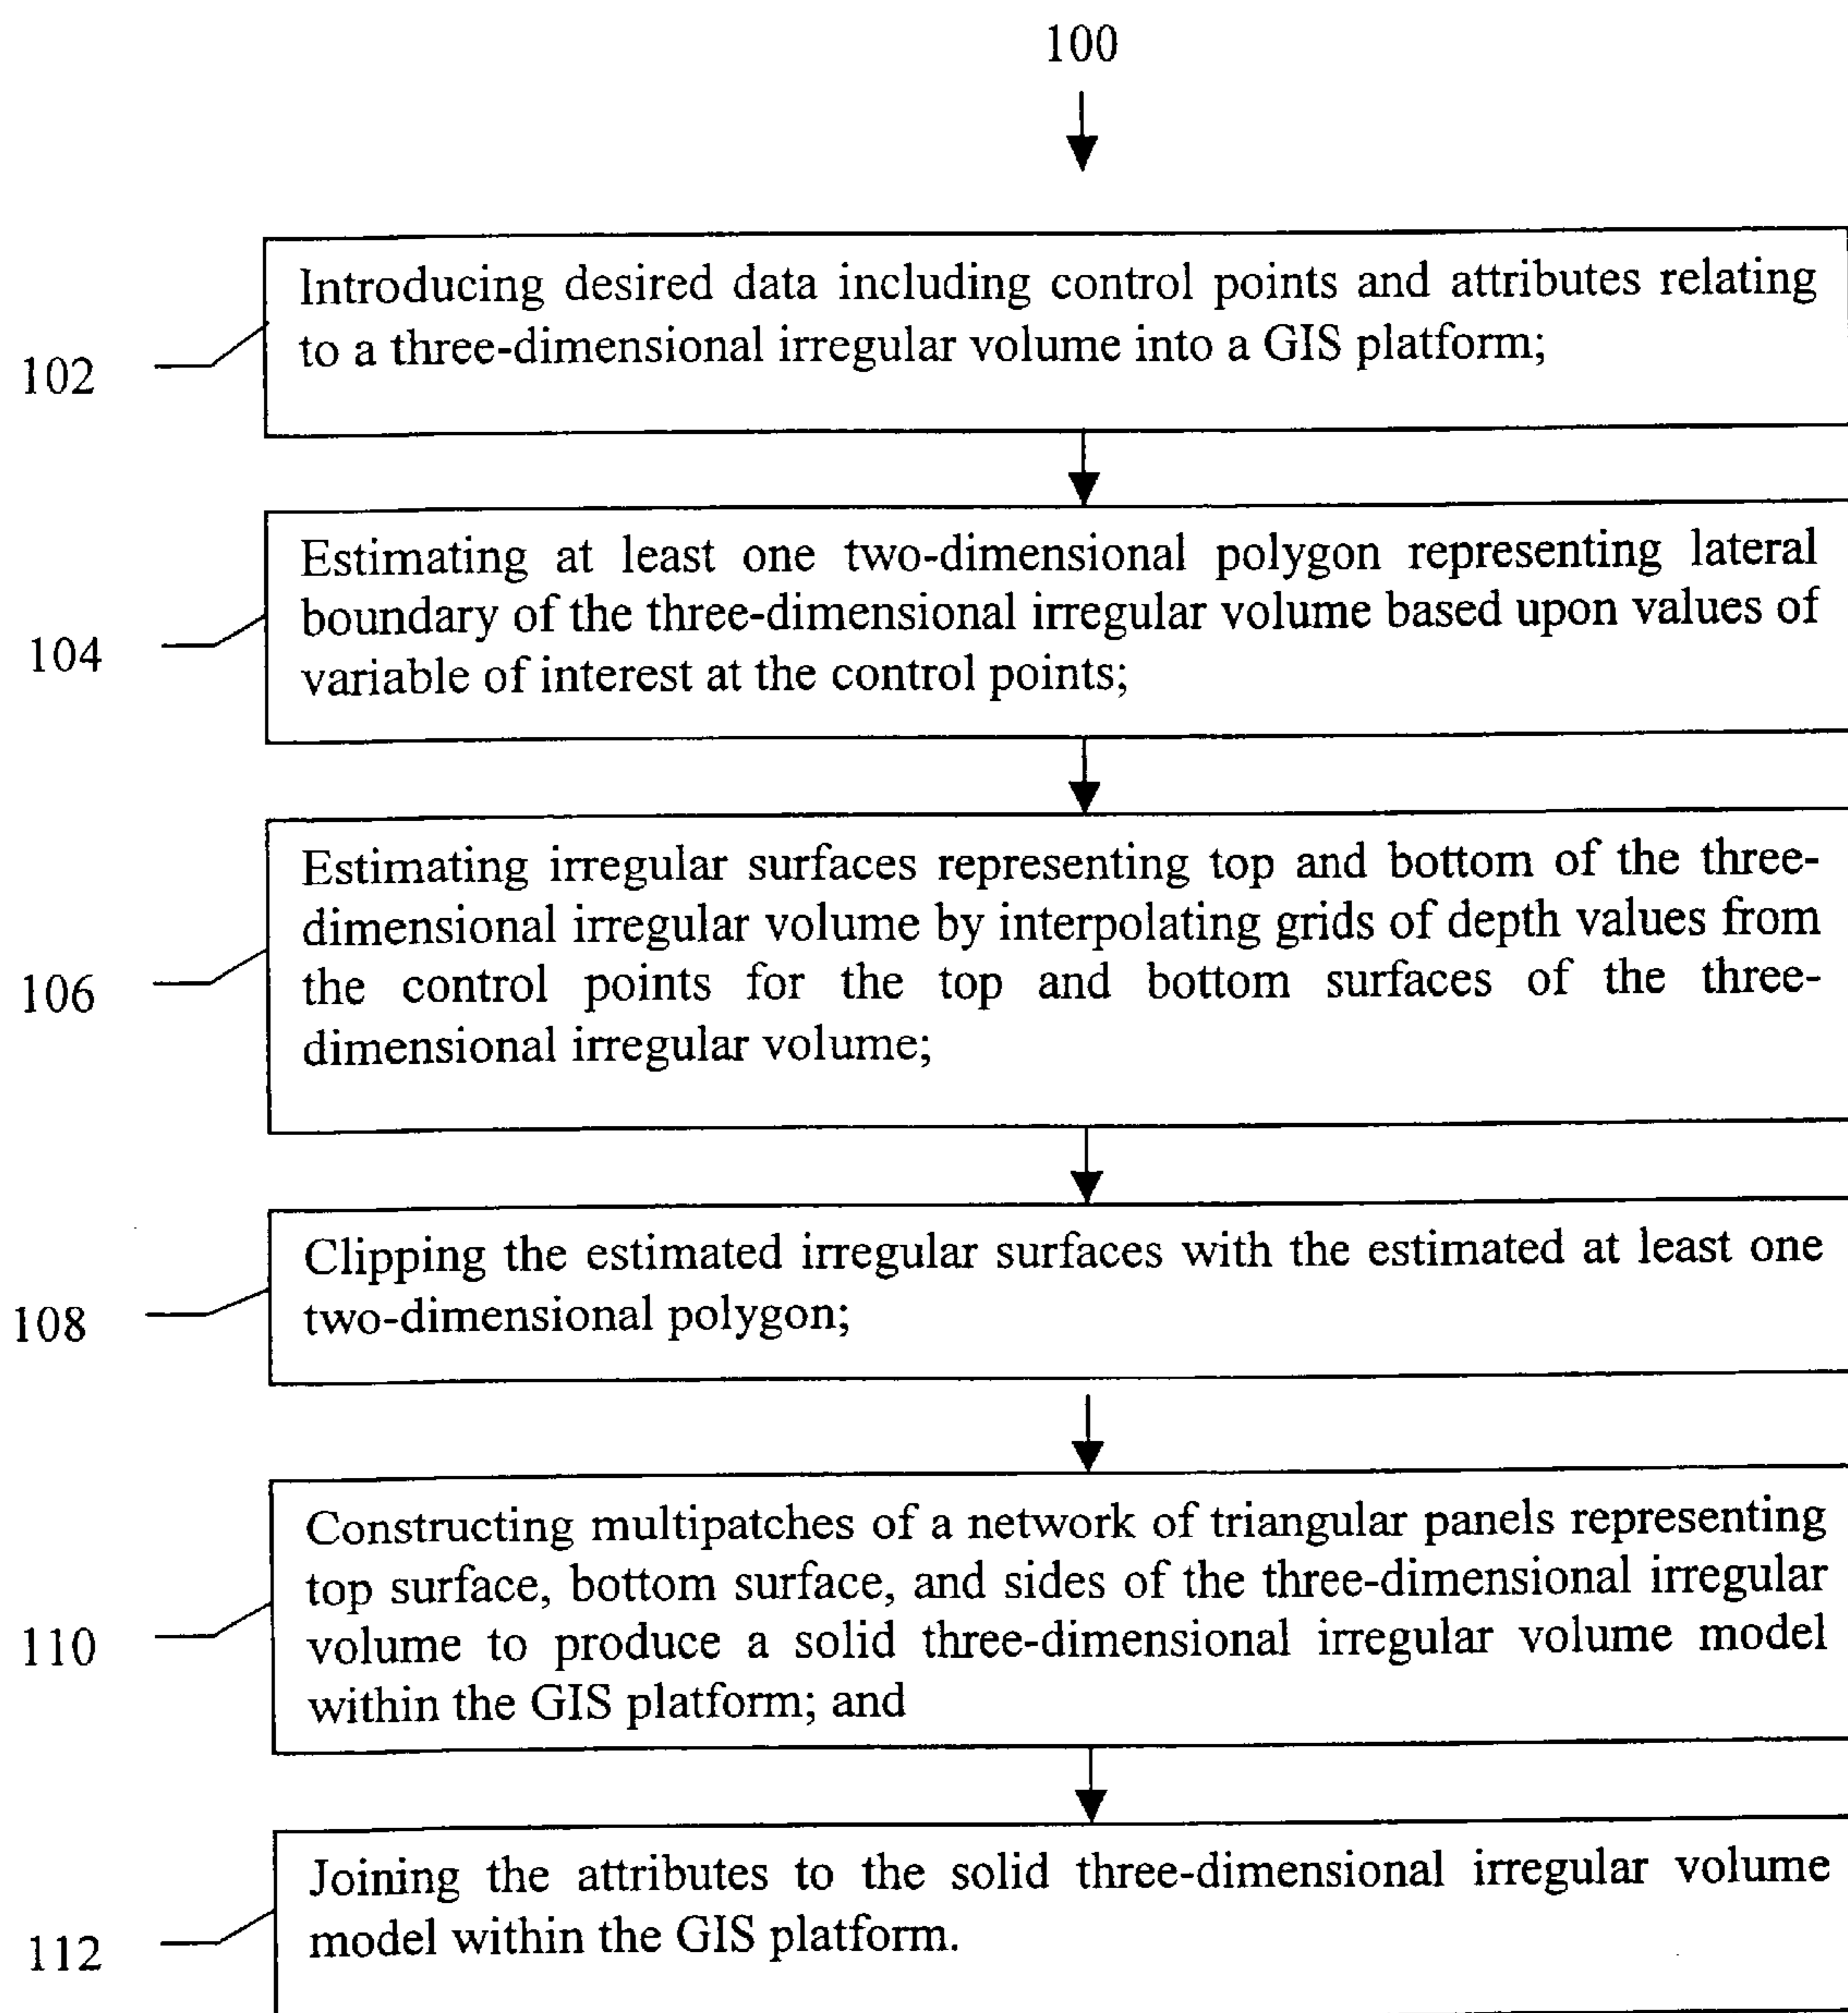 100
Introducing desired data including control points and attributes relating
to a three-dimensional irregular volume into a GIS platform;
102
Estimating at least one two-dimensional polygon representing lateral
boundary of the three-dimensional irregular volume based upon values of
variable of interest at the control points;
104
Estimating irregular surfaces representing top and bottom of the three-
dimensional irregular volume by interpolating grids of depth values from
the control points for the top and bottom surfaces of the three-
dimensional irregular volume;
106
Clipping the estimated irregular surfaces with the estimated at least one
two-dimensional polygon;
108
Constructing multipatches of a network of triangular panels representing
top surface, bottom surface, and sides of the three-dimensional irregular
volume to produce a solid three-dimensional irregular volume model
within the GIS platform; and
110
Joining the attributes to the solid three-dimensional irregular volume
model within the GIS platform.
112